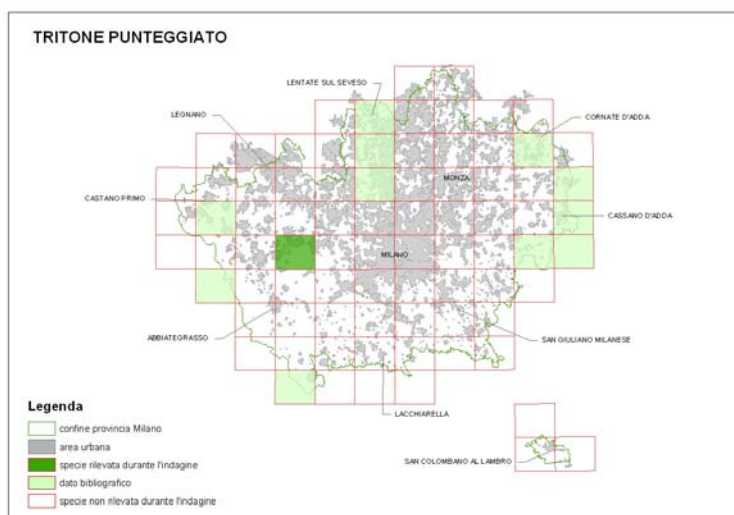 TRITONE PUNTEGGIATO
LENTATE SUL SEVESO
LEGNANO
CORNATE D'ADDA
MONZA
CASTANO PRIMO
CASSANO D'ADDA
MILANO
ABBIATEGRASSO
SAN GIULIANO MILANESE
LACCHIARELLA
SAN COLOMBANO AL LAMBRO
Legenda
confine provincia Milano
area urbana
specie rilevata durante l'indagine
dato bibliografico
specie non rilevata durante l'indagine